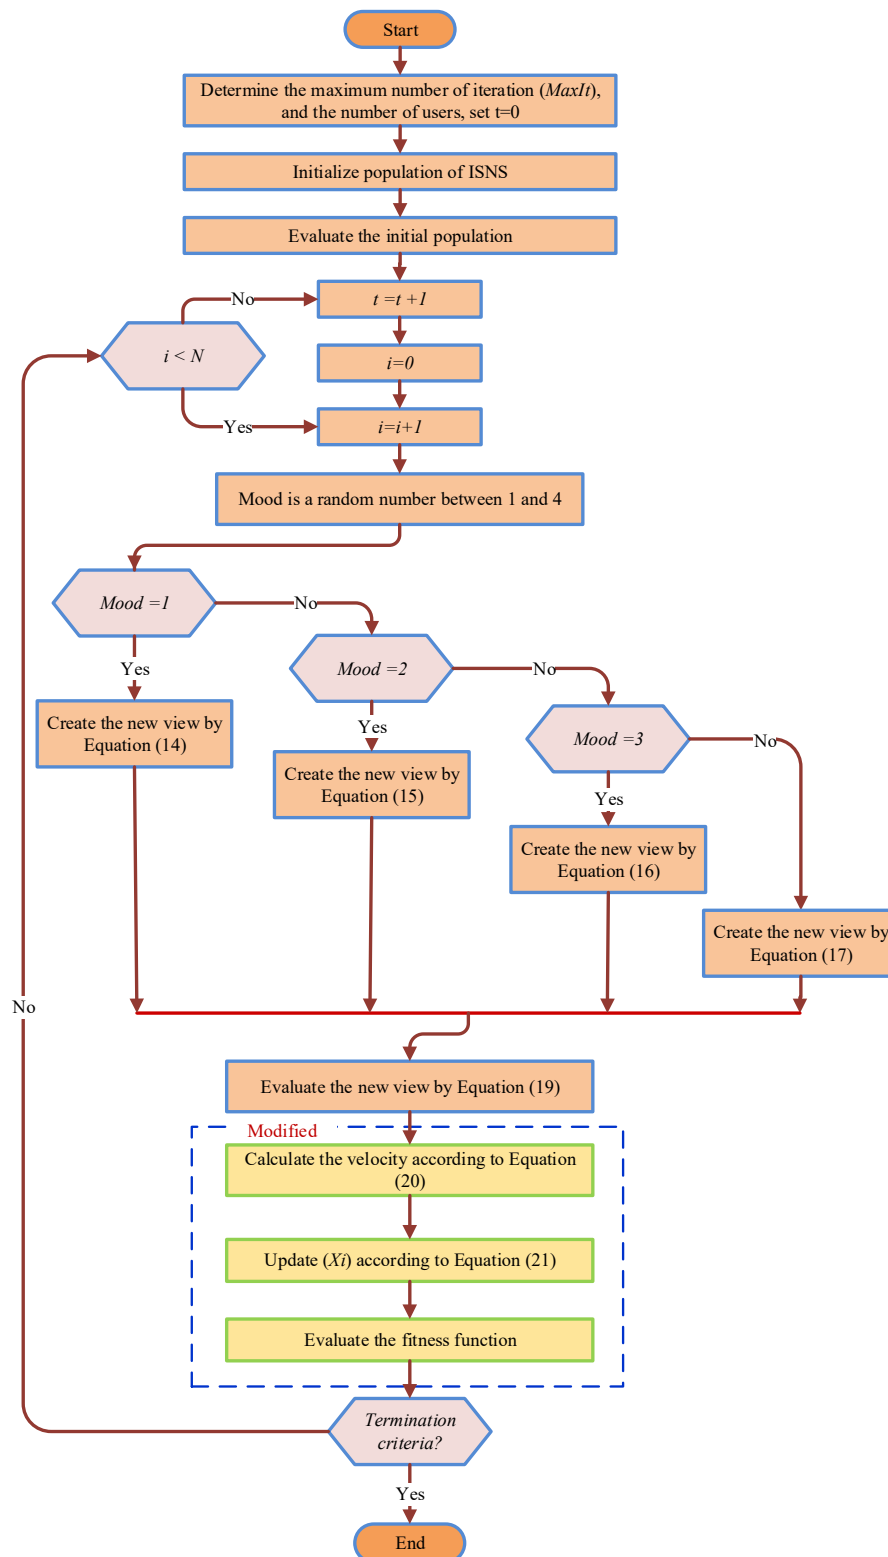 Start
Determine the maximum number of iteration (MaxIt),
and the number of users, set t=0
Initialize population of ISNS
Evaluate the initial population
No
t =t +1
i < N
i=0
Yes
i=i+1
Mood is a random number between 1 and 4
Mood =1
No
Mood =2
No
Yes
Mood =3
No
Create the new view by
Equation (14)
Yes
Create the new view by
Equation (15)
Yes
Create the new view by
Equation (16)
Create the new view by
Equation (17)
No
Evaluate the new view by Equation (19)
Modified
Calculate the velocity according to Equation
(20)
Update (Xi) according to Equation (21)
Evaluate the fitness function
Termination
criteria?
Yes
End